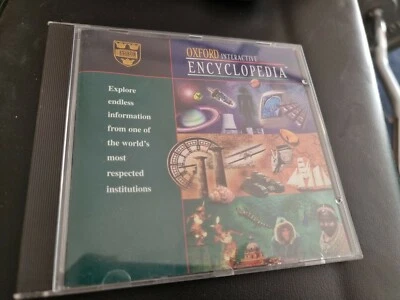 OXFORD INTERACTIVE
ENCYCLOPEDIA
Explore
endless
information
from one of
the world's
most
respected
institutions